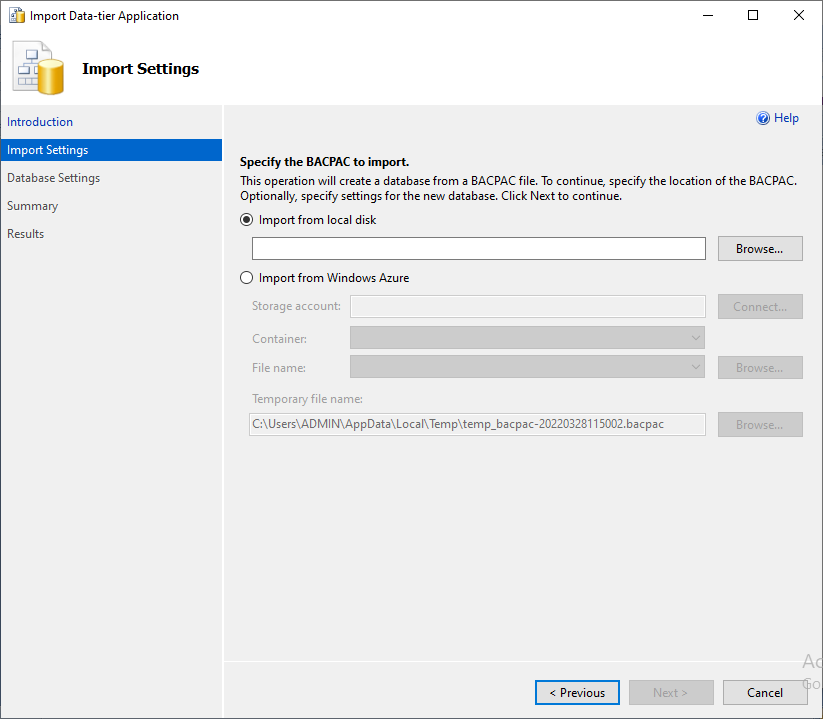 Import Data-tier Application
Import Settings
Introduction
Import Settings
Database Settings
Summary
Results
Help
Specify the BACPAC to import.
This operation will create a database from a BACPAC file. To continue, specify the location of the BACPAC.
Optionally, specify settings for the new database. Click Next to continue.
Import from local disk
Browse...
Import from Windows Azure
Storage account:
Connect...
Container:
File name:
Browse...
Temporary file name:
C:\Users\ADMIN\AppData\Local\Temp\temp_bacpac-20220328115002.bacpac
Browse...
< Previous
Next >
Cancel